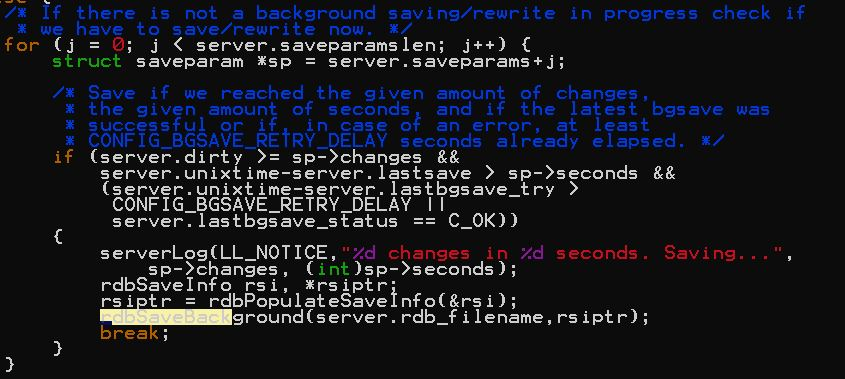 /* If there is not a background saving/rewrite in progress check if
 * we have to save/rewrite now. */
for (j = 0; j < server.saveparamslen; j++) {
    struct saveparam *sp = server.saveparams+j;

    /* Save if we reached the given amount of changes,
     * the given amount of seconds, and if the latest bgsave was
     * successful or if, in case of an error, at least
     * CONFIG_BGSAVE_RETRY_DELAY seconds already elapsed. */
    if (server.dirty >= sp->changes &&
        server.unixtime-server.lastsave > sp->seconds &&
        (server.unixtime-server.lastbgsave_try >
         CONFIG_BGSAVE_RETRY_DELAY ||
         server.lastbgsave_status == C_OK))
    {
        serverLog(LL_NOTICE,"%d changes in %d seconds. Saving...",
            sp->changes, (int)sp->seconds);
        rdbSaveInfo rsi, *rsiptr;
        rsiptr = rdbPopulateSaveInfo(&rsi);
        rdbSaveBackground(server.rdb_filename,rsiptr);
        break;
    }
}